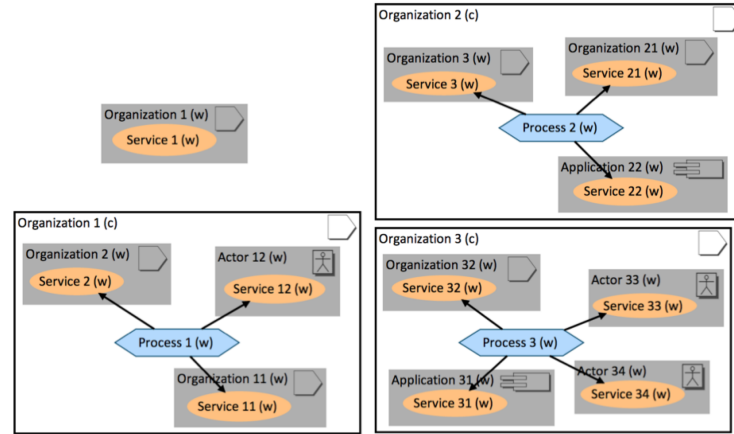 Organization 1 (w)
Service 1 (w)
Organization 2 (c)
Organization 3 (w)
Service 3 (w)
Organization 21 (w)
Service 21 (w)
Process 2 (w)
Application 22 (w)
Service 22 (w)
Organization 1 (c)
Organization 2 (w)
Service 2 (w)
Actor 12 (w)
Service 12 (w)
Process 1 (w)
Organization 11 (w)
Service 11 (w)
Organization 3 (c)
Organization 32 (w)
Service 32 (w)
Actor 33 (w)
Service 33 (w)
Process 3 (w)
Application 31 (w)
Service 31 (w)
Actor 34 (w)
Service 34 (w)